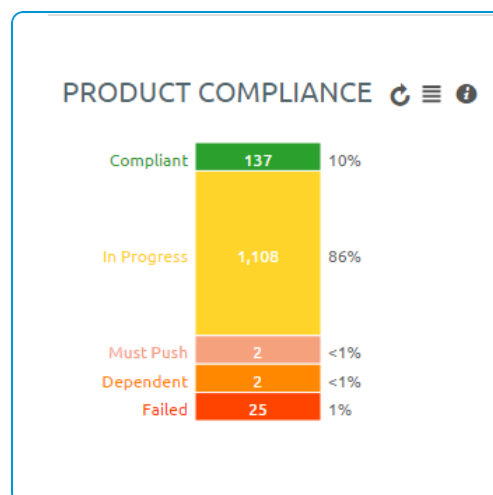 PRODUCT COMPLIANCE
Compliant 137 10%
In Progress 1,108 86%
Must Push 2 <1%
Dependent 2 <1%
Failed 25 1%